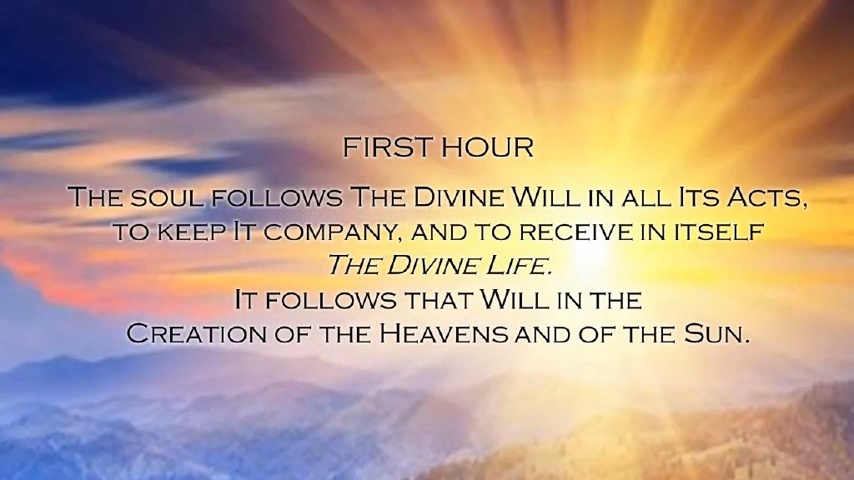 FIRST HOUR
THE SOUL FOLLOWS THE DIVINE WILL IN ALL ITS ACTS,
TO KEEP IT COMPANY, AND TO RECEIVE IN ITSELF
THE DIVINE LIFE.
IT FOLLOWS THAT WILL IN THE
CREATION OF THE HEAVENS AND OF THE SUN.